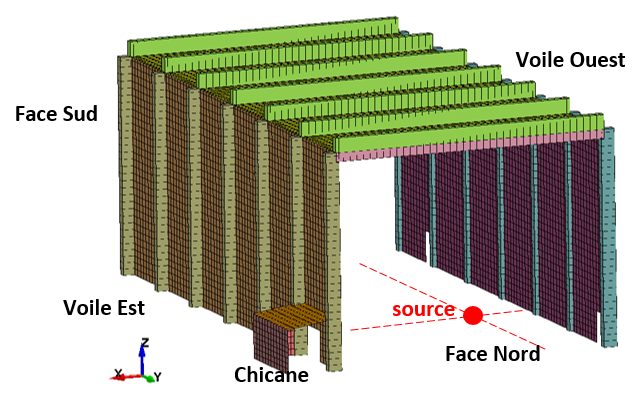 Voile Ouest
Face Sud
Voile Est
source
Face Nord
Chicane
Z
X
Y